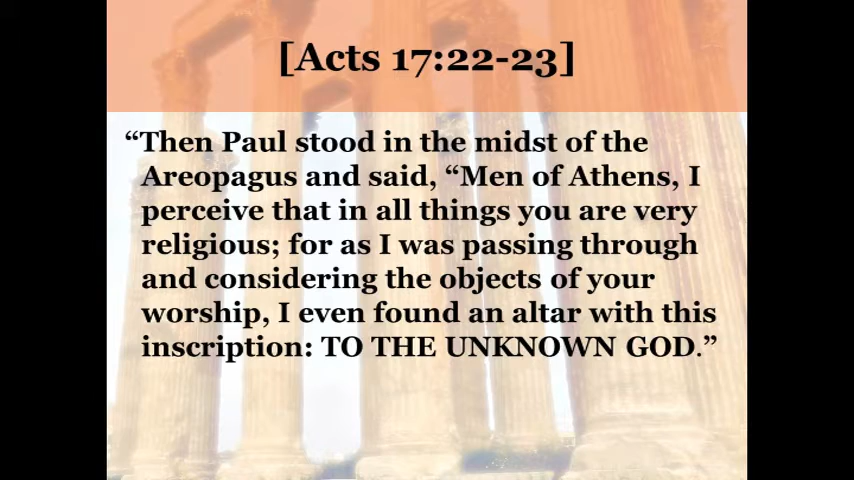 [Acts 17:22-23]
“Then Paul stood in the midst of the
Areopagus and said, “Men of Athens, I
perceive that in all things you are very
religious; for as I was passing through
and considering the objects of your
worship, I even found an altar with this
inscription: TO THE UNKNOWN GOD.”